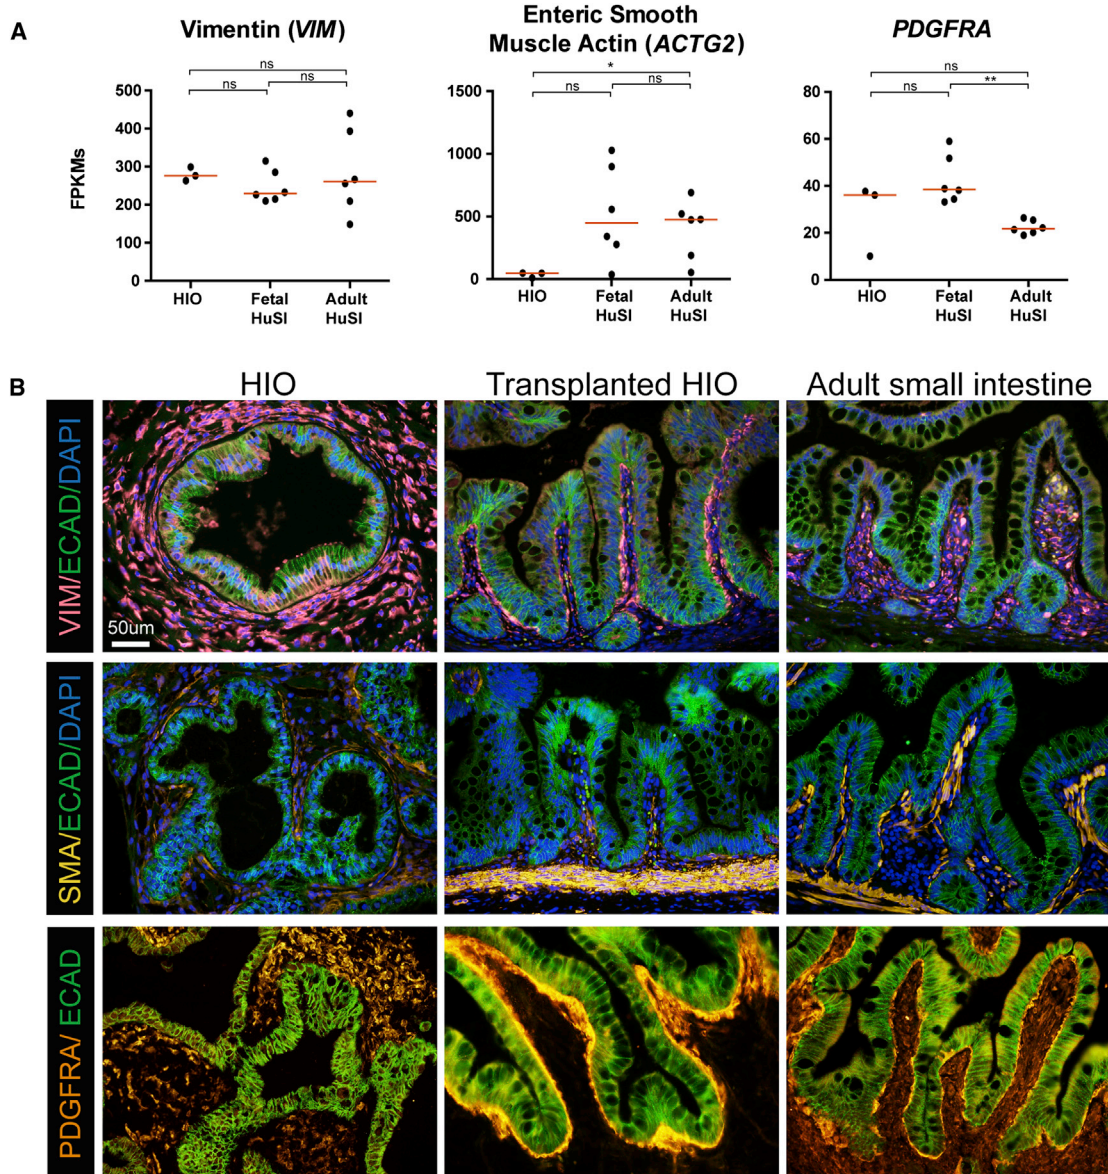 A
Vimentin (VIM)
Enteric Smooth
Muscle Actin (ACTG2)
PDGFRA
ns
ns
ns
FPKMs
500
400
300
200
100
0
HIO
Fetal
HuSI
Adult
HuSI
*
ns
ns
1500
1000
500
0
HIO
Fetal
HuSI
Adult
HuSI
ns
ns
**
80
60
40
20
0
HIO
Fetal
HuSI
Adult
HuSI
B
HIO
Transplanted HIO
Adult small intestine
VIM/ECAD/DAPI
50um
SMA/ECAD/DAPI
PDGFRA/ ECAD